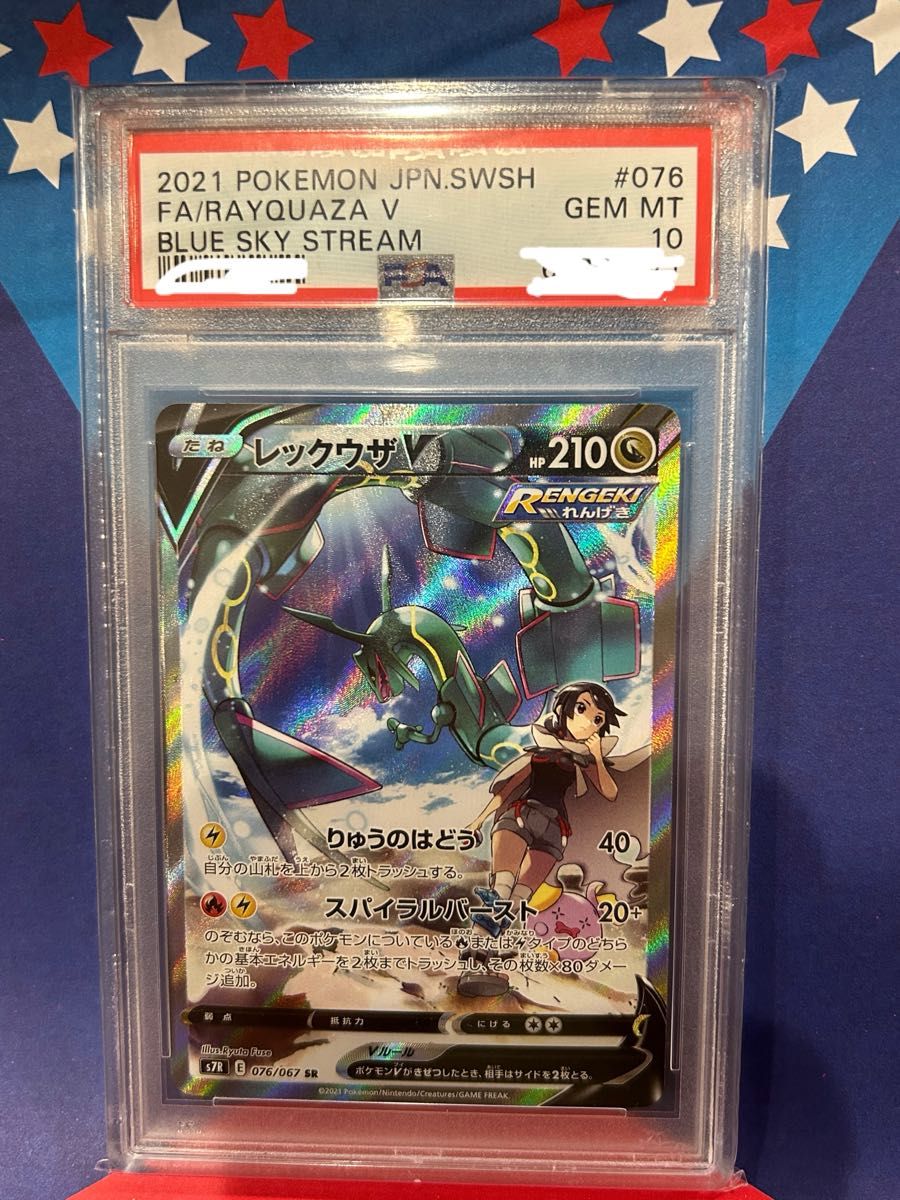 2021 POKEMON JPN.SWSH #076
FA/RAYQUAZA V GEM MT
BLUE SKY STREAM 10
PSA
たね レックウザV HP 210
RENGEKI
れんげき
りゅうのはどう 40
自分の山札を上から2枚トラッシュする。
スパイラルバースト 20+
のぞむなら、このポケモンについている またはタイプのどちら
かの基本エネルギーを2枚までトラッシュし、その枚数×80ダメー
ジ追加。
弱点 抵抗力 にげる
Illus.Ryuta Fuse
Vルール
s7R E 076/067 SR
ポケモンVがきぜつしたとき、相手はサイドを2枚とる。
©2021 Pokémon/Nintendo/Creatures/GAME FREAK.